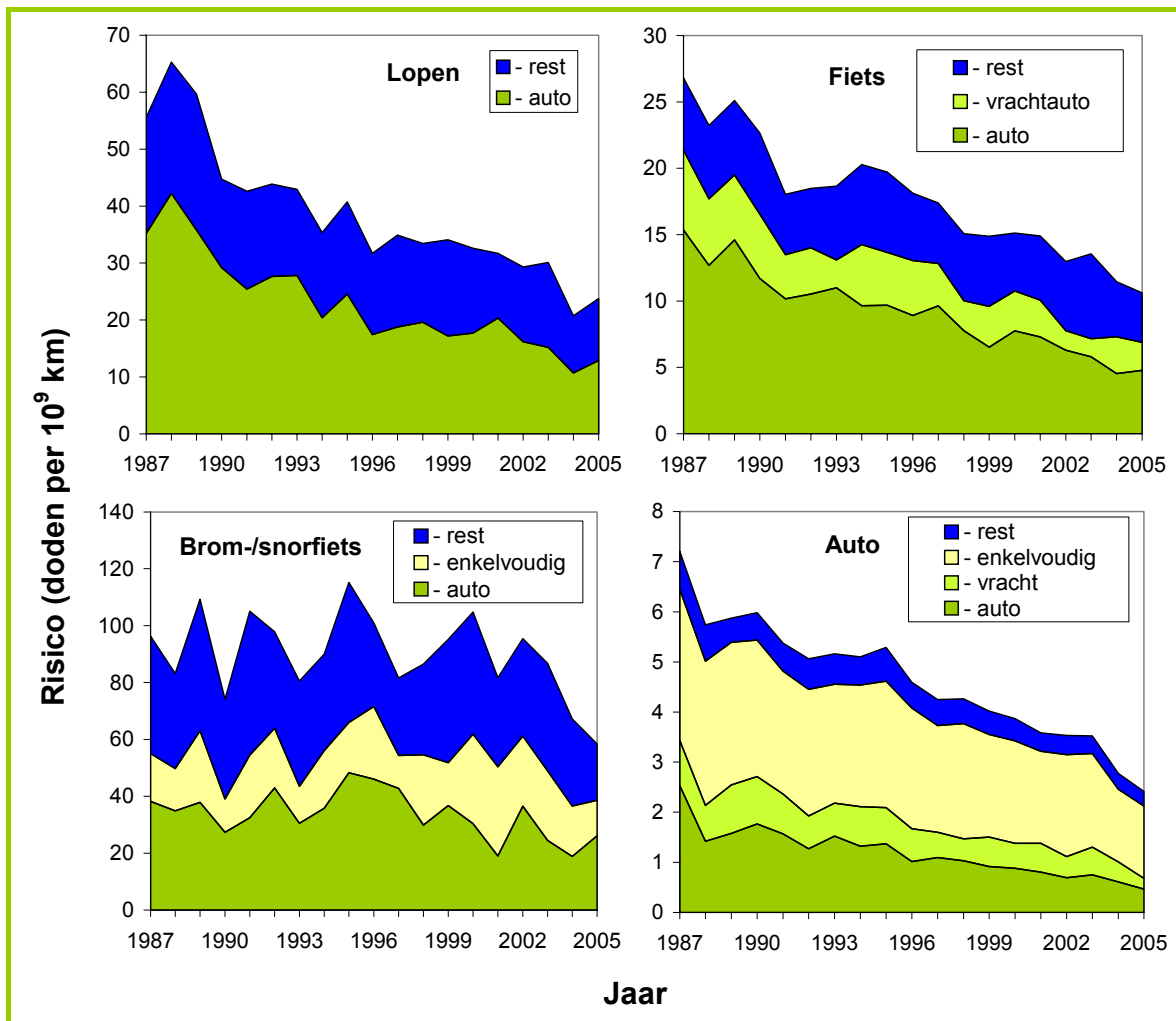 Risico (doden per 10⁹ km)
Lopen
- rest
- auto
70
60
50
40
30
20
10
0
1987 1990 1993 1996 1999 2002 2005
Fiets
- rest
- vrachtauto
- auto
30
25
20
15
10
5
0
1987 1990 1993 1996 1999 2002 2005
Brom-/snorfiets
- rest
- enkelvoudig
- auto
140
120
100
80
60
40
20
0
1987 1990 1993 1996 1999 2002 2005
Auto
- rest
- enkelvoudig
- vracht
- auto
8
7
6
5
4
3
2
1
0
1987 1990 1993 1996 1999 2002 2005
Jaar